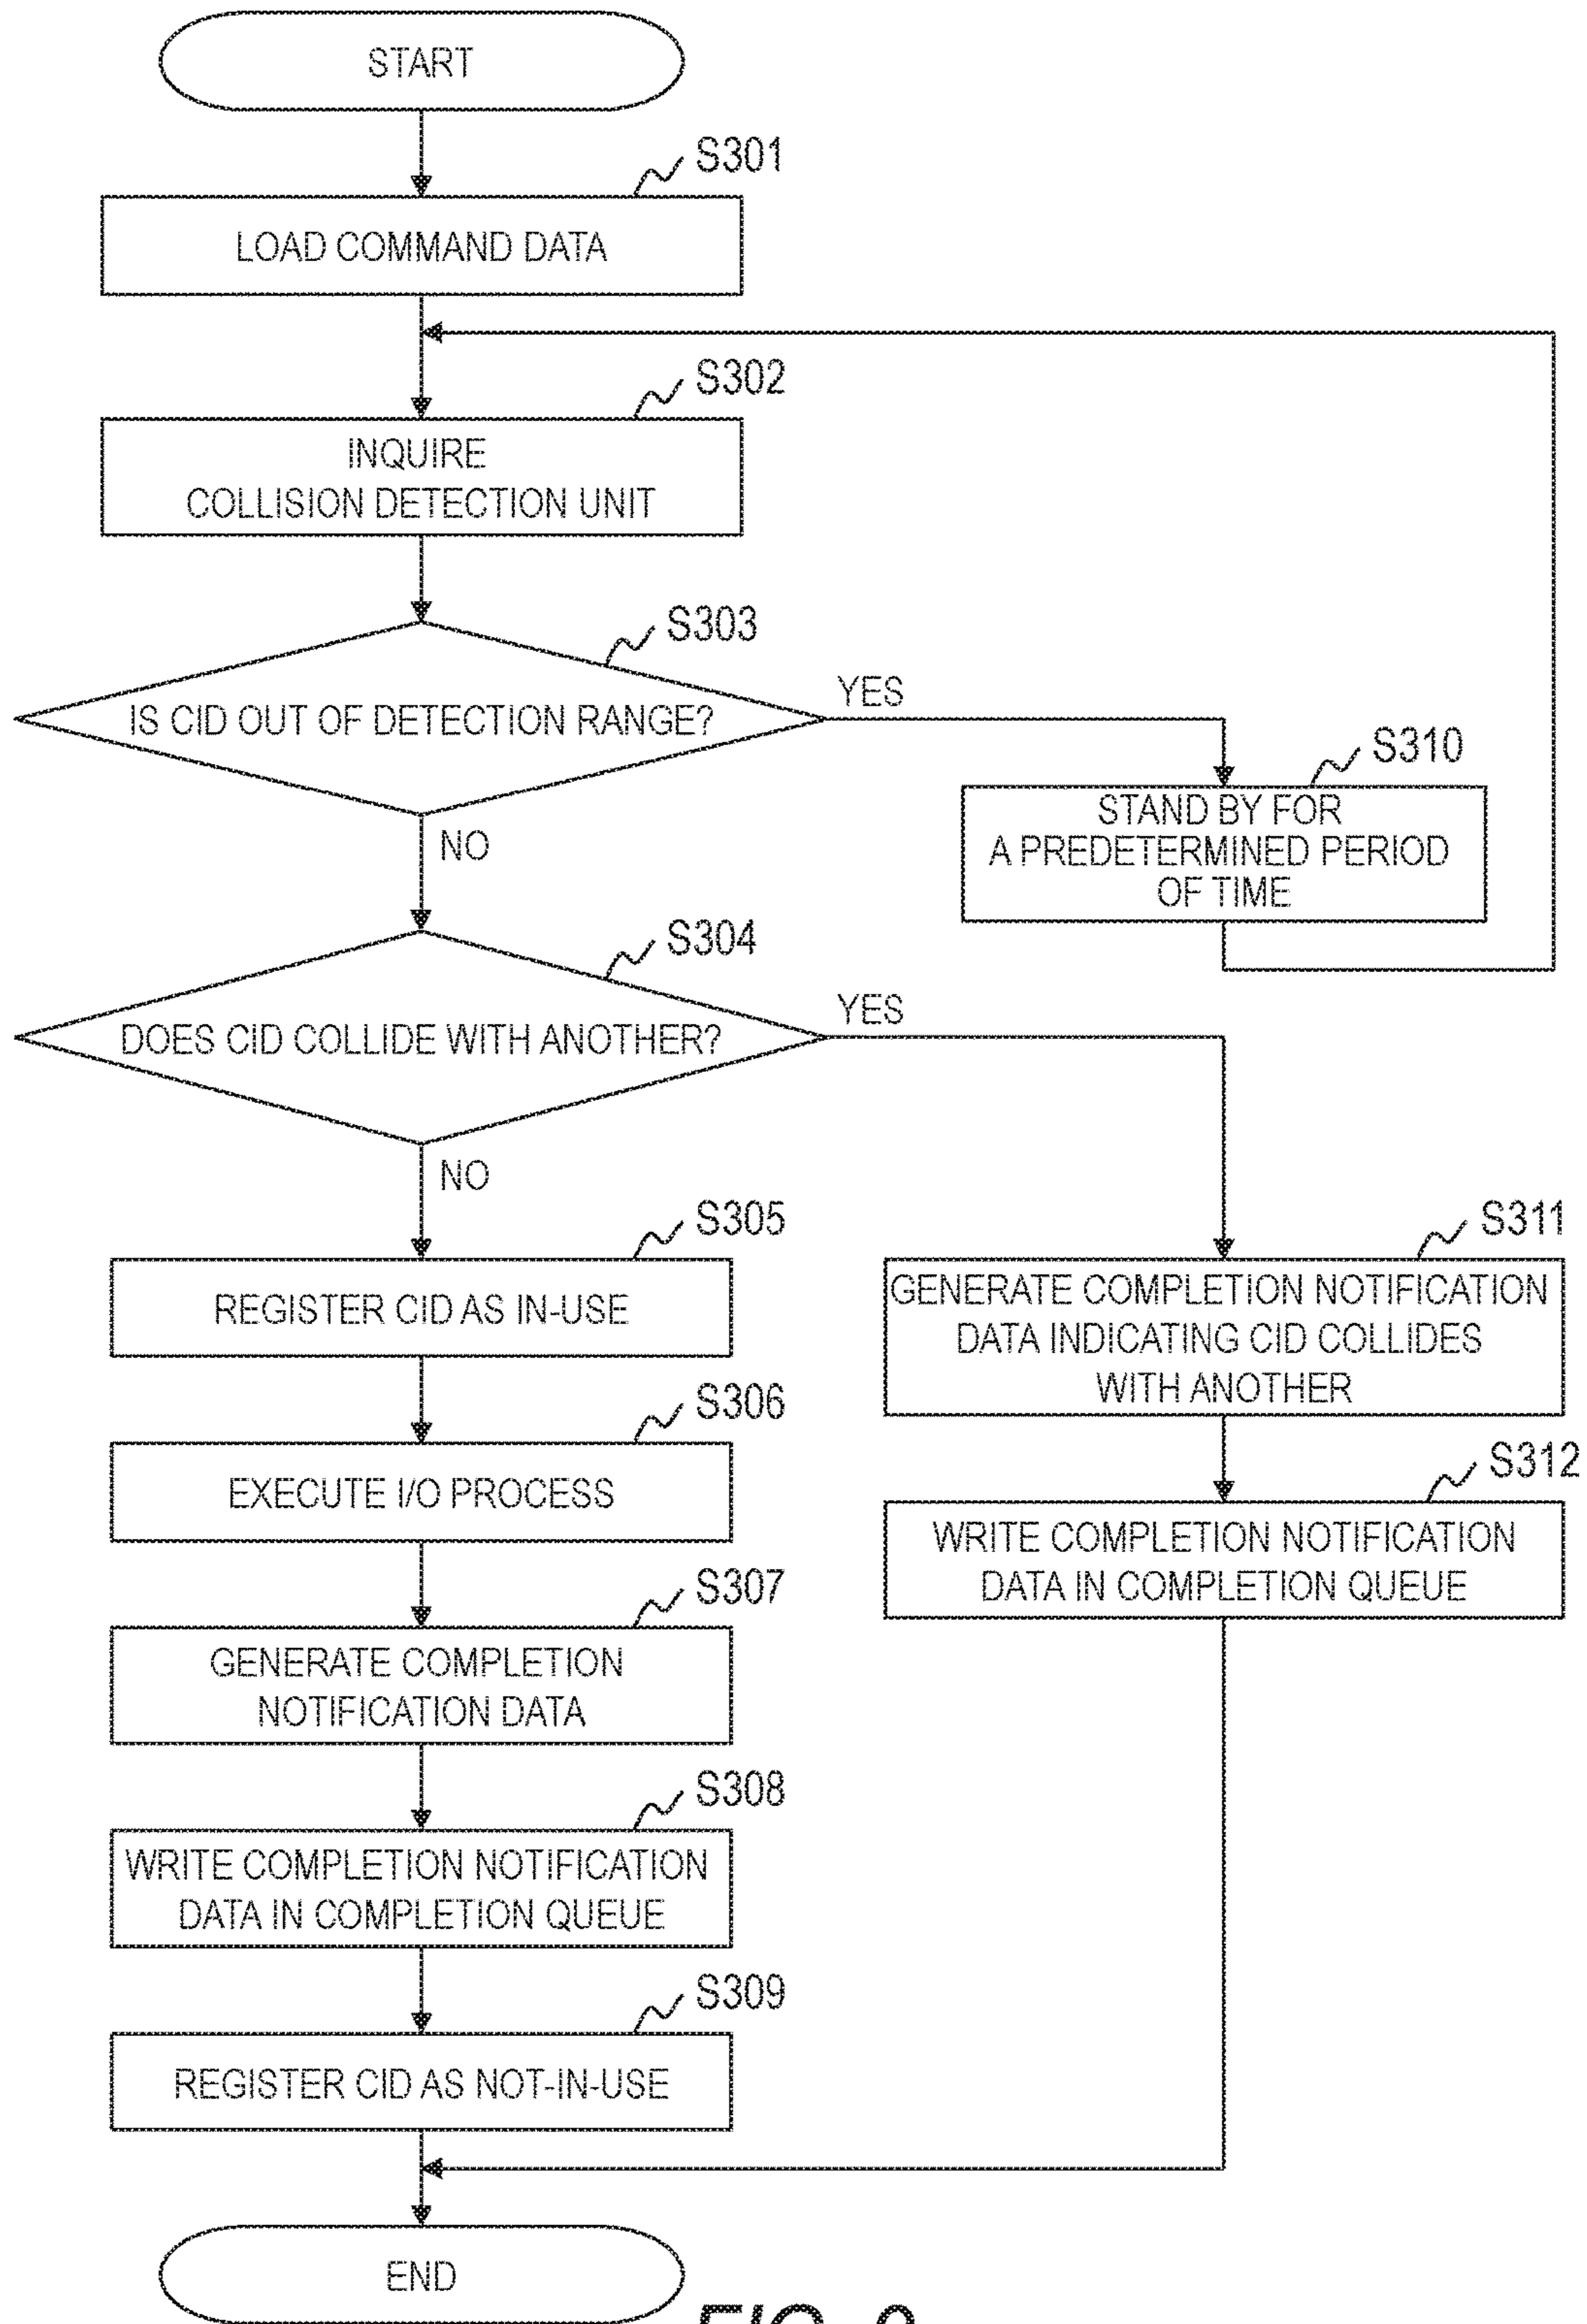 START
S301
LOAD COMMAND DATA
S302
INQUIRE
COLLISION DETECTION UNIT
S303
IS CID OUT OF DETECTION RANGE?
YES
NO
S310
STAND BY FOR
A PREDETERMINED PERIOD
OF TIME
S304
DOES CID COLLIDE WITH ANOTHER?
YES
NO
S305
REGISTER CID AS IN-USE
S311
GENERATE COMPLETION NOTIFICATION
DATA INDICATING CID COLLIDES
WITH ANOTHER
S306
EXECUTE I/O PROCESS
S312
WRITE COMPLETION NOTIFICATION
DATA IN COMPLETION QUEUE
S307
GENERATE COMPLETION
NOTIFICATION DATA
S308
WRITE COMPLETION NOTIFICATION
DATA IN COMPLETION QUEUE
S309
REGISTER CID AS NOT-IN-USE
END
FIG.